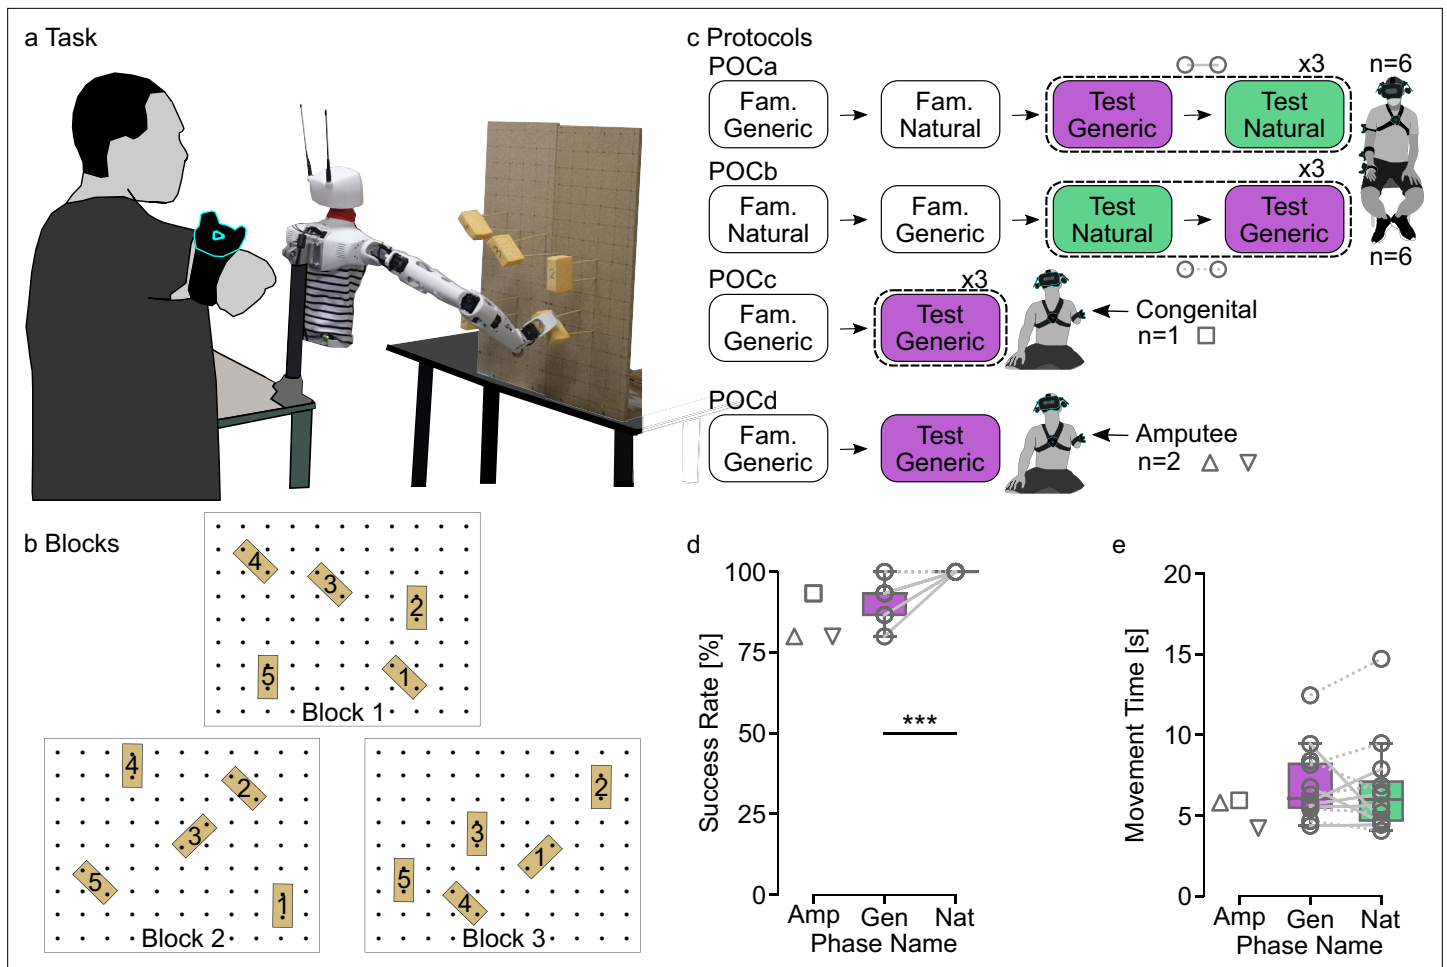 a Task
c Protocols
POCa
x3
n=6
Fam.
Generic
Fam.
Natural
Test
Generic
Test
Natural
POCb
x3
Fam.
Natural
Fam.
Generic
Test
Natural
Test
Generic
n=6
POCc
x3
Fam.
Generic
Test
Generic
Congenital
n=1
POCd
Fam.
Generic
Test
Generic
Amputee
n=2
b Blocks
4
3
2
5
1
Block 1
4
2
3
5
1
Block 2
2
3
1
5
4
Block 3
d
Success Rate [%]
100
75
50
25
0
***
Amp
Gen
Nat
Phase Name
e
Movement Time [s]
20
15
10
5
0
Amp
Gen
Nat
Phase Name